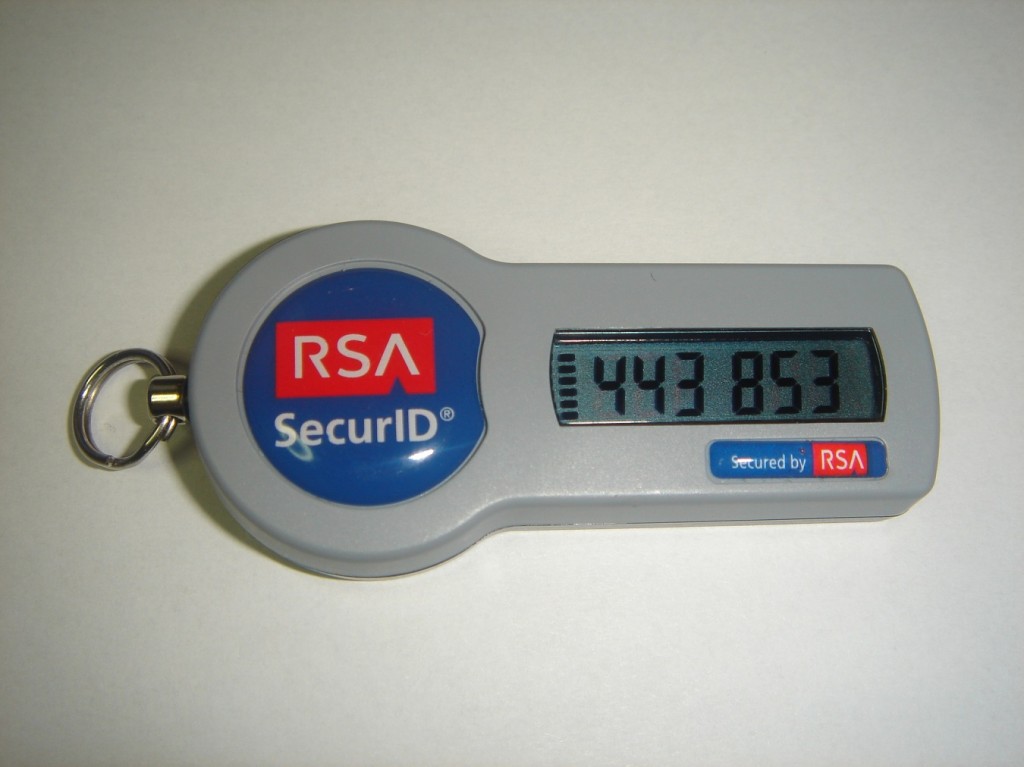 RSA
SecurID®
443 853
Secured by RSA